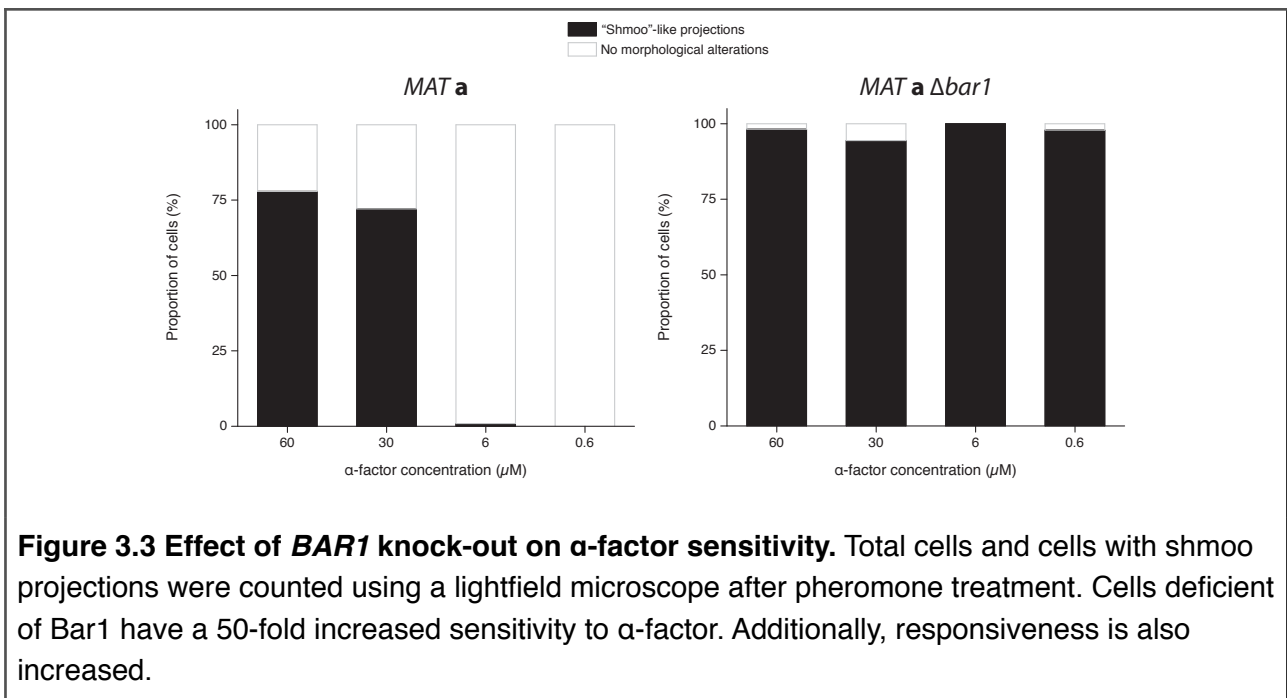 "Shmoo"-like projections
No morphological alterations
MAT a
MAT a Δbar1
Proportion of cells (%)
100
75
50
25
0
60 30 6 0.6
α-factor concentration (µM)
Proportion of cells (%)
100
75
50
25
0
60 30 6 0.6
α-factor concentration (µM)
Figure 3.3 Effect of BAR1 knock-out on α-factor sensitivity. Total cells and cells with shmoo
projections were counted using a lightfield microscope after pheromone treatment. Cells deficient
of Bar1 have a 50-fold increased sensitivity to α-factor. Additionally, responsiveness is also
increased.